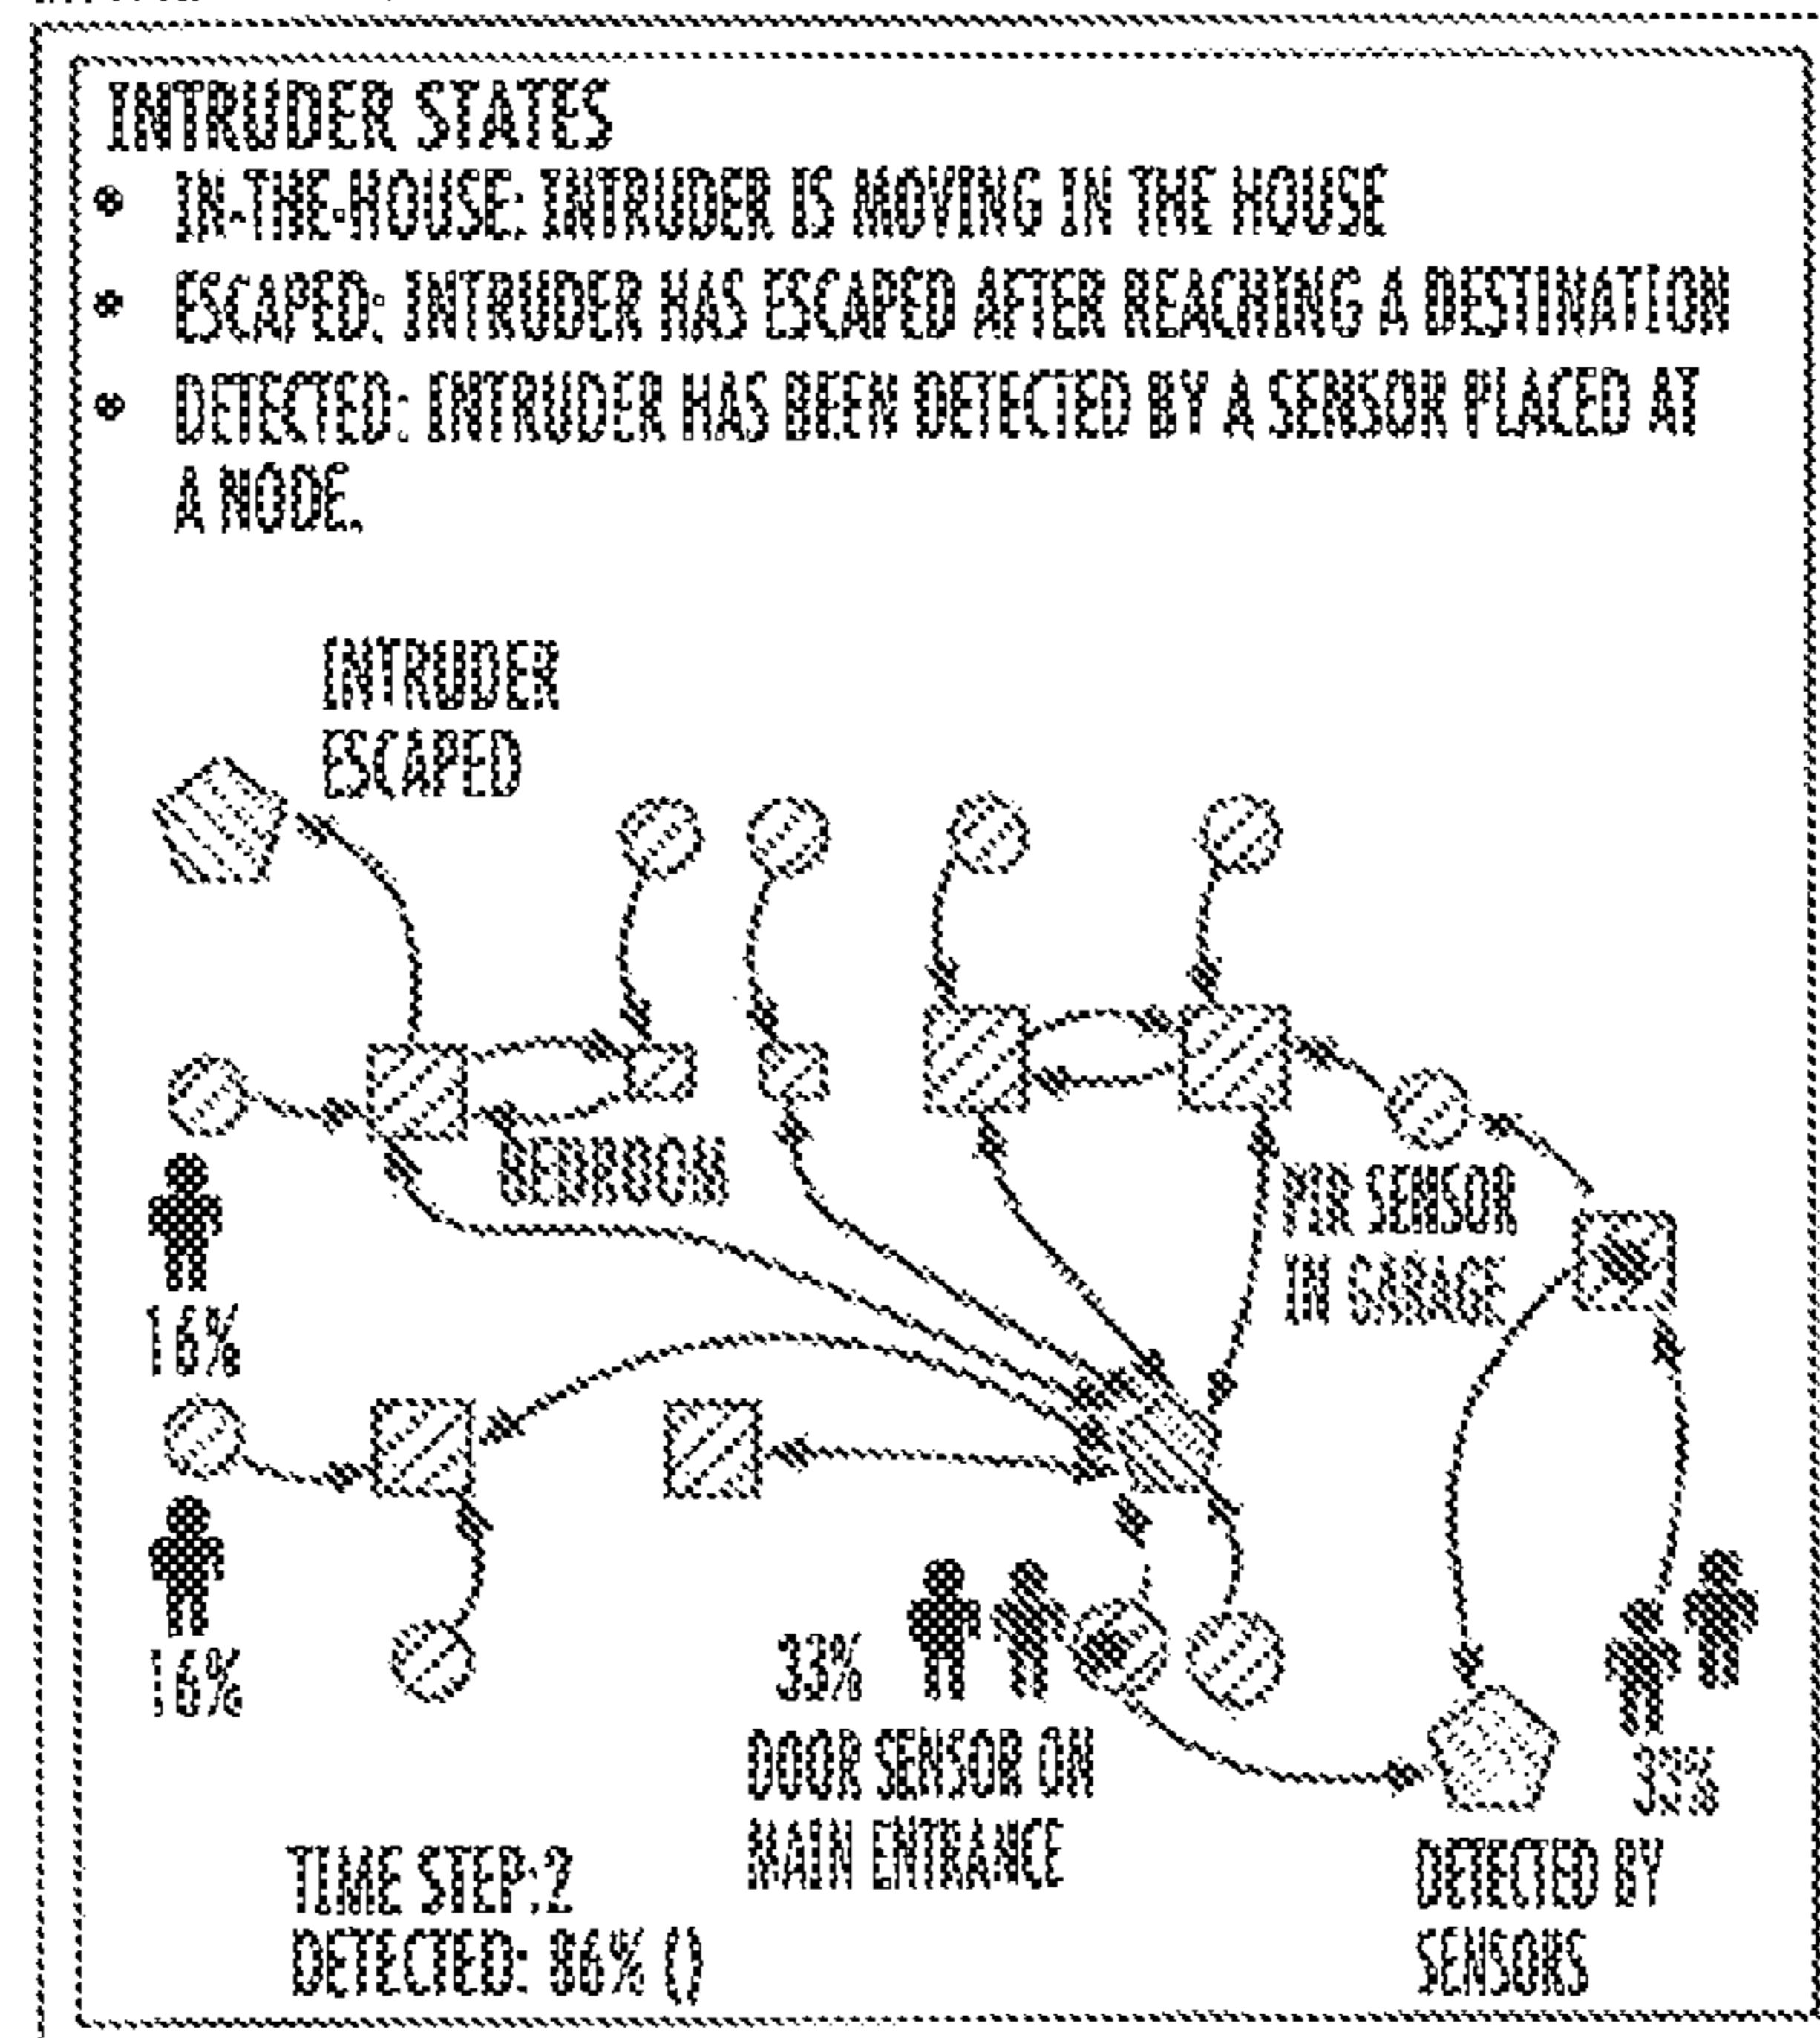 INTRUDER STATES
• IN-THE-HOUSE: INTRUDER IS MOVING IN THE HOUSE
• ESCAPED: INTRUDER HAS ESCAPED AFTER REACHING A DESTINATION
• DETECTED: INTRUDER HAS BEEN DETECTED BY A SENSOR PLACED AT
A NODE.
INTRUDER
ESCAPED
BEDROOM
PIR SENSOR
IN GARAGE
16%
16%
33%
DOOR SENSOR ON
MAIN ENTRANCE
33%
DETECTED BY
SENSORS
TIME STEP:2
DETECTED: 86% ()